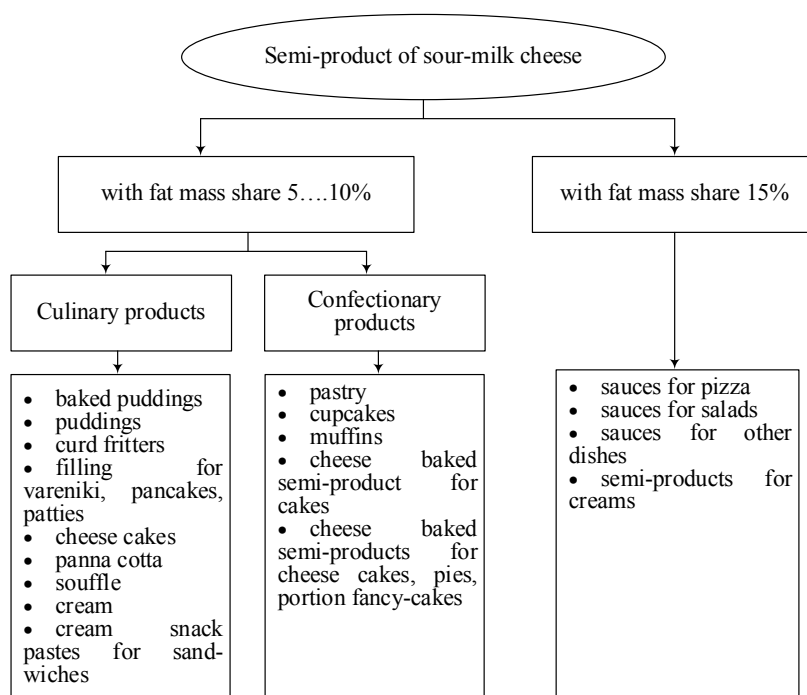 Semi-product of sour-milk cheese
with fat mass share 5….10%
with fat mass share 15%
Culinary products
Confectionary
products
• baked puddings
• puddings
• curd fritters
• filling for
vareniki, pancakes,
patties
• cheese cakes
• panna cotta
• souffle
• cream
• cream snack
pastes for sand-
wiches
• pastry
• cupcakes
• muffins
• cheese baked
semi-product for
cakes
• cheese baked
semi-products for
cheese cakes, pies,
portion fancy-cakes
• sauces for pizza
• sauces for salads
• sauces for other
dishes
• semi-products for
creams